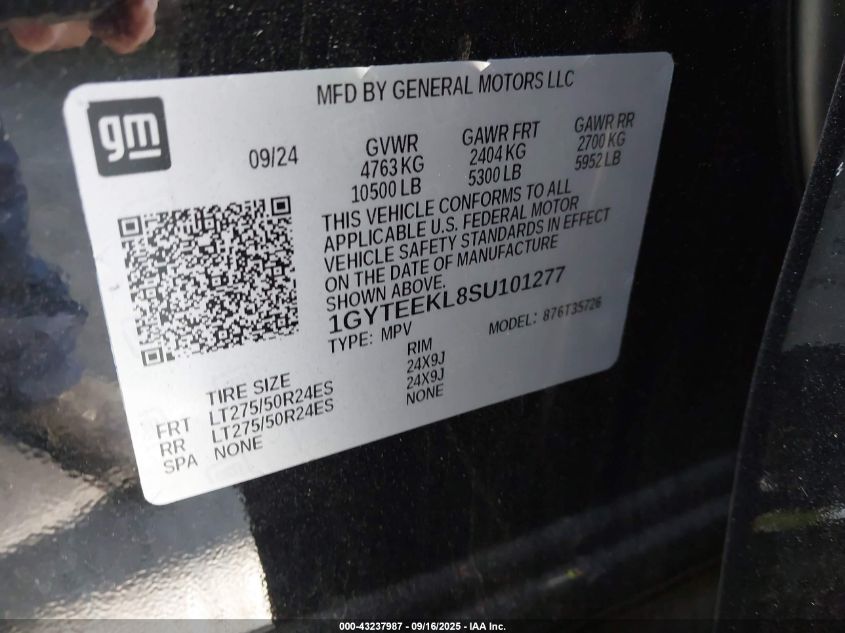 MFD BY GENERAL MOTORS LLC
gm
09/24
GVWR GAWR FRT GAWR RR
4763 KG 2404 KG 2700 KG
10500 LB 5300 LB 5952 LB
THIS VEHICLE CONFORMS TO ALL
APPLICABLE U.S. FEDERAL MOTOR
VEHICLE SAFETY STANDARDS IN EFFECT
ON THE DATE OF MANUFACTURE
SHOWN ABOVE.
1GYTEEKL8SU101277
TYPE: MPV MODEL: 876T35726
TIRE SIZE RIM
FRT LT275/50R24ES 24X9J
RR LT275/50R24ES 24X9J
SPA NONE NONE
000-43237987 - 09/16/2025 - IAA Inc.